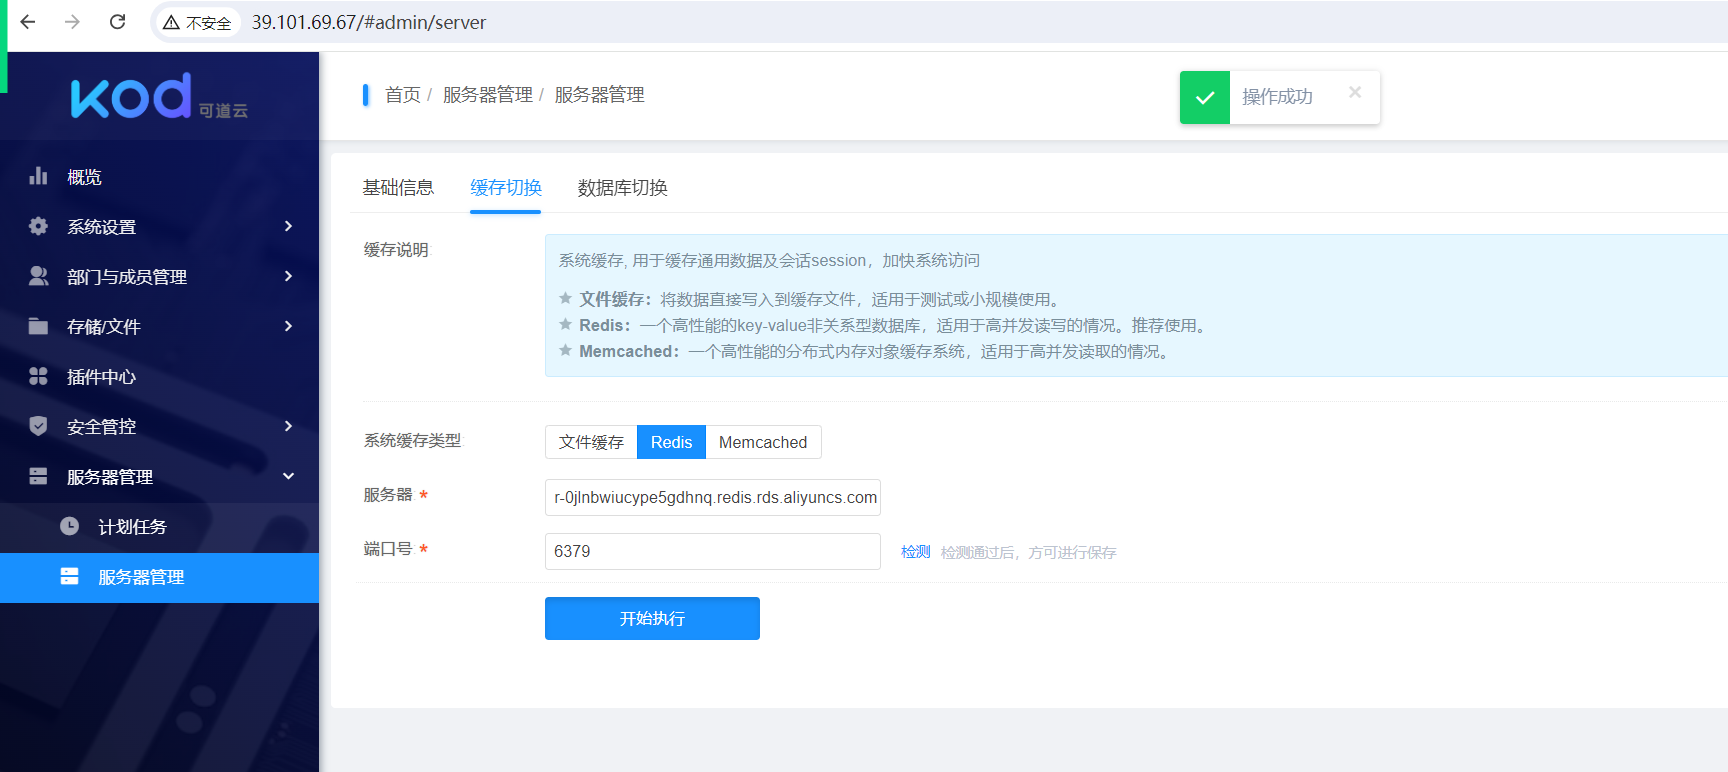 不安全 39.101.69.67/#admin/server
kod 可道云
首页 / 服务器管理 / 服务器管理
操作成功
概览
系统设置
部门与成员管理
存储/文件
插件中心
安全管控
服务器管理
计划任务
服务器管理
基础信息 缓存切换 数据库切换
缓存说明:
系统缓存, 用于缓存通用数据及会话session，加快系统访问
文件缓存：将数据直接写入到缓存文件，适用于测试或小规模使用。
Redis：一个高性能的key-value非关系型数据库，适用于高并发读写的情况。推荐使用。
Memcached：一个高性能的分布式内存对象缓存系统，适用于高并发读取的情况。
系统缓存类型: 文件缓存 Redis Memcached
服务器: * r-0jlnbwiucype5gdhnq.redis.rds.aliyuncs.com
端口号: * 6379 检测 检测通过后，方可进行保存
开始执行